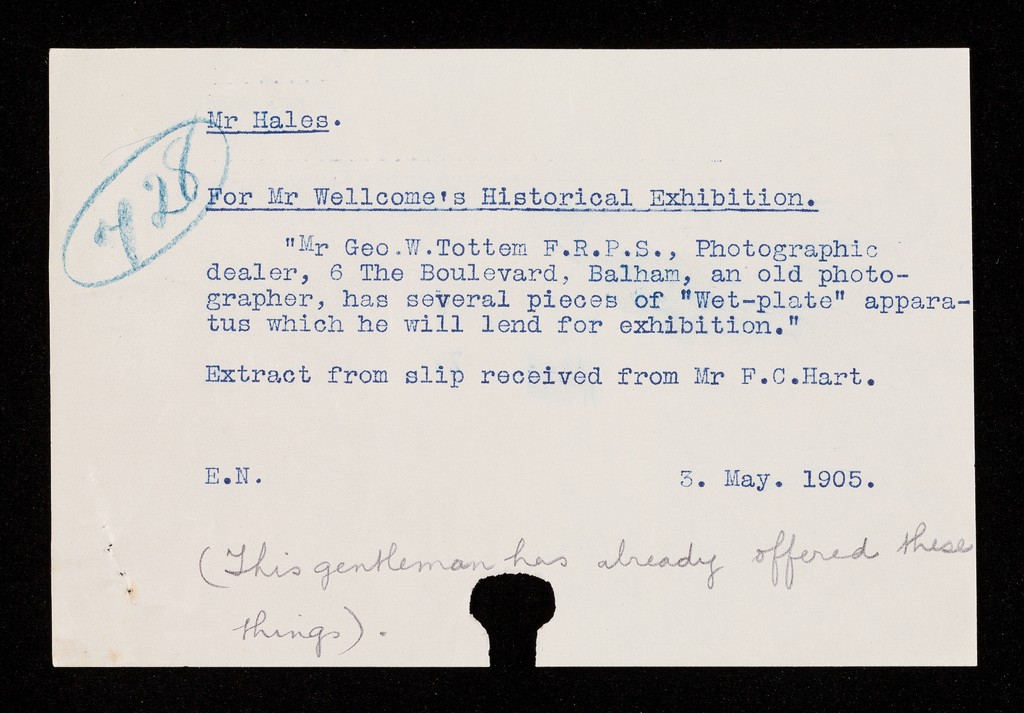 Mr Hales.
728
For Mr Wellcome's Historical Exhibition.
"Mr Geo.W.Tottem F.R.P.S., Photographic
dealer, 6 The Boulevard, Balham, an old photo-
grapher, has several pieces of "Wet-plate" appara-
tus which he will lend for exhibition."
Extract from slip received from Mr F.C.Hart.
E.N. 3. May. 1905.
(This gentleman has already offered these
things).